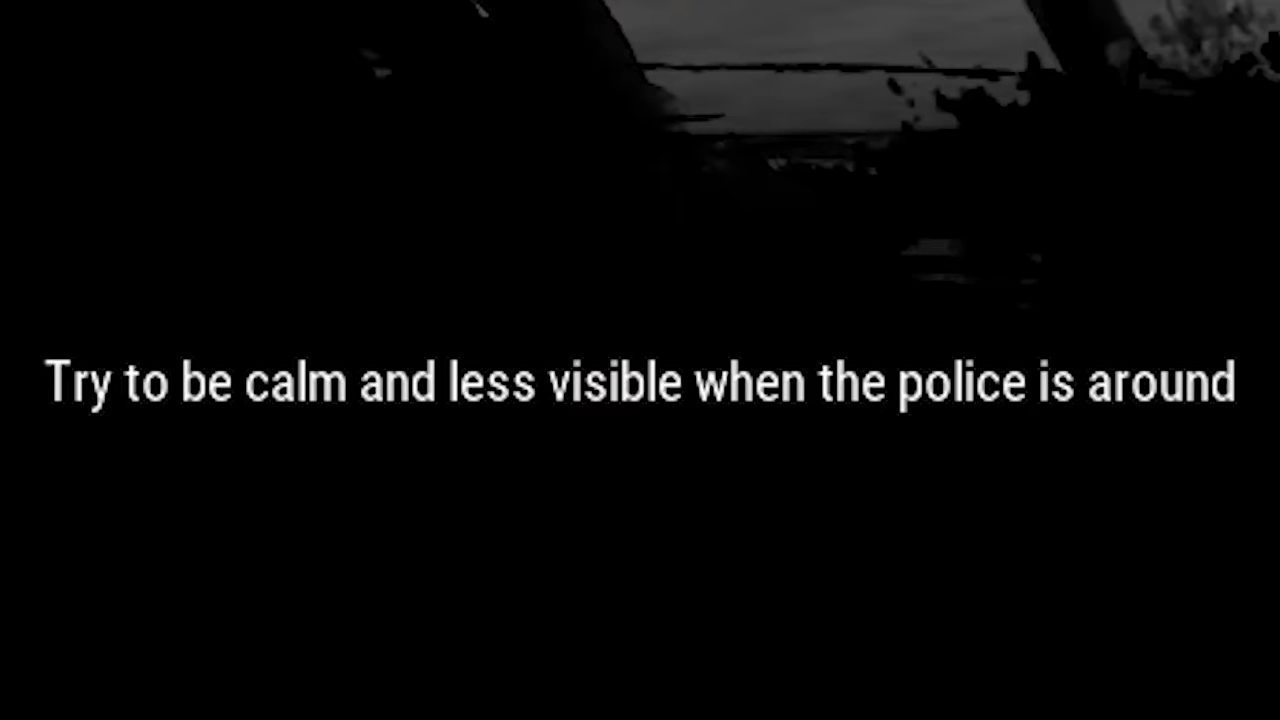 Try to be calm and less visible when the police is around